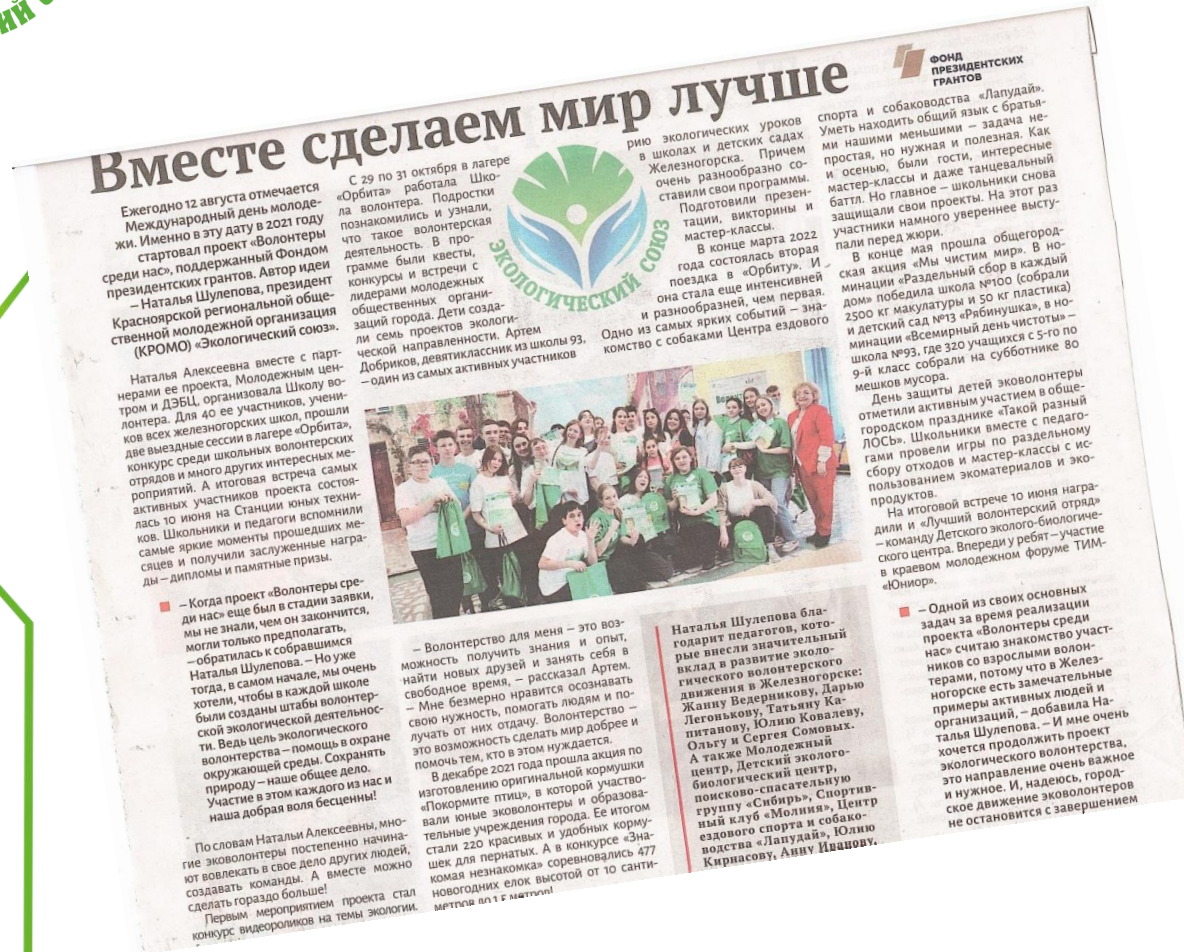 ИЙ
Вместе сделаем мир лучше
ФОНД
ПРЕЗИДЕНТСКИХ
ГРАНТОВ
Ежегодно 12 августа отмечается
Международный день молоде-
жи. Именно в эту дату в 2021 году
стартовал проект «Волонтеры
среди нас», поддержанный Фондом
президентских грантов. Автор идеи
– Наталья Шулепова, президент
Красноярской региональной обще-
ственной молодежной организация
(КРОМО) «Экологический союз».
Наталья Алексеевна вместе с парт-
нерами ее проекта, Молодежным цен-
тром и ДЭБЦ, организовала Школу во-
лонтера. Для 40 ее участников, учени-
ков всех железногорских школ, прошли
две выездные сессии в лагере «Орбита»,
конкурс среди школьных волонтерских
отрядов и много других интересных ме-
роприятий. А итоговая встреча самых
активных участников проекта состоя-
лась 10 июня на Станции юных техни-
ков. Школьники и педагоги вспомнили
самые яркие моменты прошедших ме-
сяцев и получили заслуженные награ-
ды – дипломы и памятные призы.
– Когда проект «Волонтеры сре-
ди нас» еще был в стадии заявки,
мы не знали, чем он закончится,
могли только предполагать,
– обратилась к собравшимся
Наталья Шулепова. – Но уже
тогда, в самом начале, мы очень
хотели, чтобы в каждой школе
были созданы штабы волонтер-
ской экологической деятельнос-
ти. Ведь цель экологического
волонтерства – помощь в охране
окружающей среды. Сохранять
природу – наше общее дело.
Участие в этом каждого из нас и
наша добрая воля бесценны!
По словам Натальи Алексеевны, мно-
гие эковолонтеры постепенно начина-
ют вовлекать в свое дело других людей,
создавать команды. А вместе можно
сделать гораздо больше!
Первым мероприятием проекта стал
конкурс видеороликов на темы экологии.
С 29 по 31 октября в лагере
«Орбита» работала Шко-
ла волонтера. Подростки
познакомились и узнали,
что такое волонтерская
деятельность. В про-
грамме были квесты,
конкурсы и встречи с
лидерами молодежных
общественных органи-
заций города. Дети созда-
ли семь проектов экологи-
ческой направленности. Артем
Добриков, девятиклассник из школы 93,
– один из самых активных участников
ЭКОЛОГИЧЕСКИЙ СОЮЗ
– Волонтерство для меня – это воз-
можность получить знания и опыт,
найти новых друзей и занять себя в
свободное время, – рассказал Артем.
– Мне безмерно нравится осознавать
свою нужность, помогать людям и по-
лучать от них отдачу. Волонтерство –
это возможность сделать мир добрее и
помочь тем, кто в этом нуждается.
В декабре 2021 года прошла акция по
изготовлению оригинальной кормушки
«Покормите птиц», в которой участво-
вали юные эковолонтеры и образова-
тельные учреждения города. Ее итогом
стали 220 красивых и удобных корму-
шек для пернатых. А в конкурсе «Зна-
комая незнакомка» соревновались 477
новогодних елок высотой от 10 санти-
метров до 1,5 метров!
рию экологических уроков
в школах и детских садах
Железногорска. Причем
очень разнообразно со-
ставили свои программы.
Подготовили презен-
тации, викторины и
мастер-классы.
В конце марта 2022
года состоялась вторая
поездка в «Орбиту». И
она стала еще интенсивней
и разнообразней, чем первая.
Одно из самых ярких событий – зна-
комство с собаками Центра ездового
Наталья Шулепова бла-
годарит педагогов, кото-
рые внесли значительный
вклад в развитие эколо-
гического волонтерского
движения в Железногорске:
Жанну Ведерникову, Дарью
Легонькову, Татьяну Ка-
питанову, Юлию Ковалеву,
Ольгу и Сергея Сомовых.
А также Молодежный
центр, Детский эколого-
биологический центр,
поисково-спасательную
группу «Сибирь», Спортив-
ный клуб «Молния», Центр
ездового спорта и собако-
водства «Лапудай», Юлию
Кирнасову, Анну Иванову,
спорта и собаководства «Лапудай».
Уметь находить общий язык с братья-
ми нашими меньшими – задача не-
простая, но нужная и полезная. Как
и осенью, были гости, интересные
мастер-классы и даже танцевальный
баттл. Но главное – школьники снова
защищали свои проекты. На этот раз
участники намного увереннее высту-
пали перед жюри.
В конце мая прошла общегород-
ская акция «Мы чистим мир». В но-
минации «Раздельный сбор в каждый
дом» победила школа №100 (собрали
2500 кг макулатуры и 50 кг пластика)
и детский сад №13 «Рябинушка», в но-
минации «Всемирный день чистоты» –
школа №93, где 320 учащихся с 5-го по
9-й класс собрали на субботнике 80
мешков мусора.
День защиты детей эковолонтеры
отметили активным участием в обще-
городском празднике «Такой разный
ЛОСЬ». Школьники вместе с педаго-
гами провели игры по раздельному
сбору отходов и мастер-классы с ис-
пользованием экоматериалов и эко-
продуктов.
На итоговой встрече 10 июня награ-
дили и «Лучший волонтерский отряд»
– команду Детского эколого-биологиче-
ского центра. Впереди у ребят – участие
в краевом молодежном форуме ТИМ-
«Юниор».
– Одной из своих основных
задач за время реализации
проекта «Волонтеры среди
нас» считаю знакомство участ-
ников со взрослыми волон-
терами, потому что в Желез-
ногорске есть замечательные
примеры активных людей и
организаций, – добавила На-
талья Шулепова. – И мне очень
хочется продолжить проект
экологического волонтерства,
это направление очень важное
и нужное. И, надеюсь, город-
ское движение эковолонтеров
не остановится с завершением